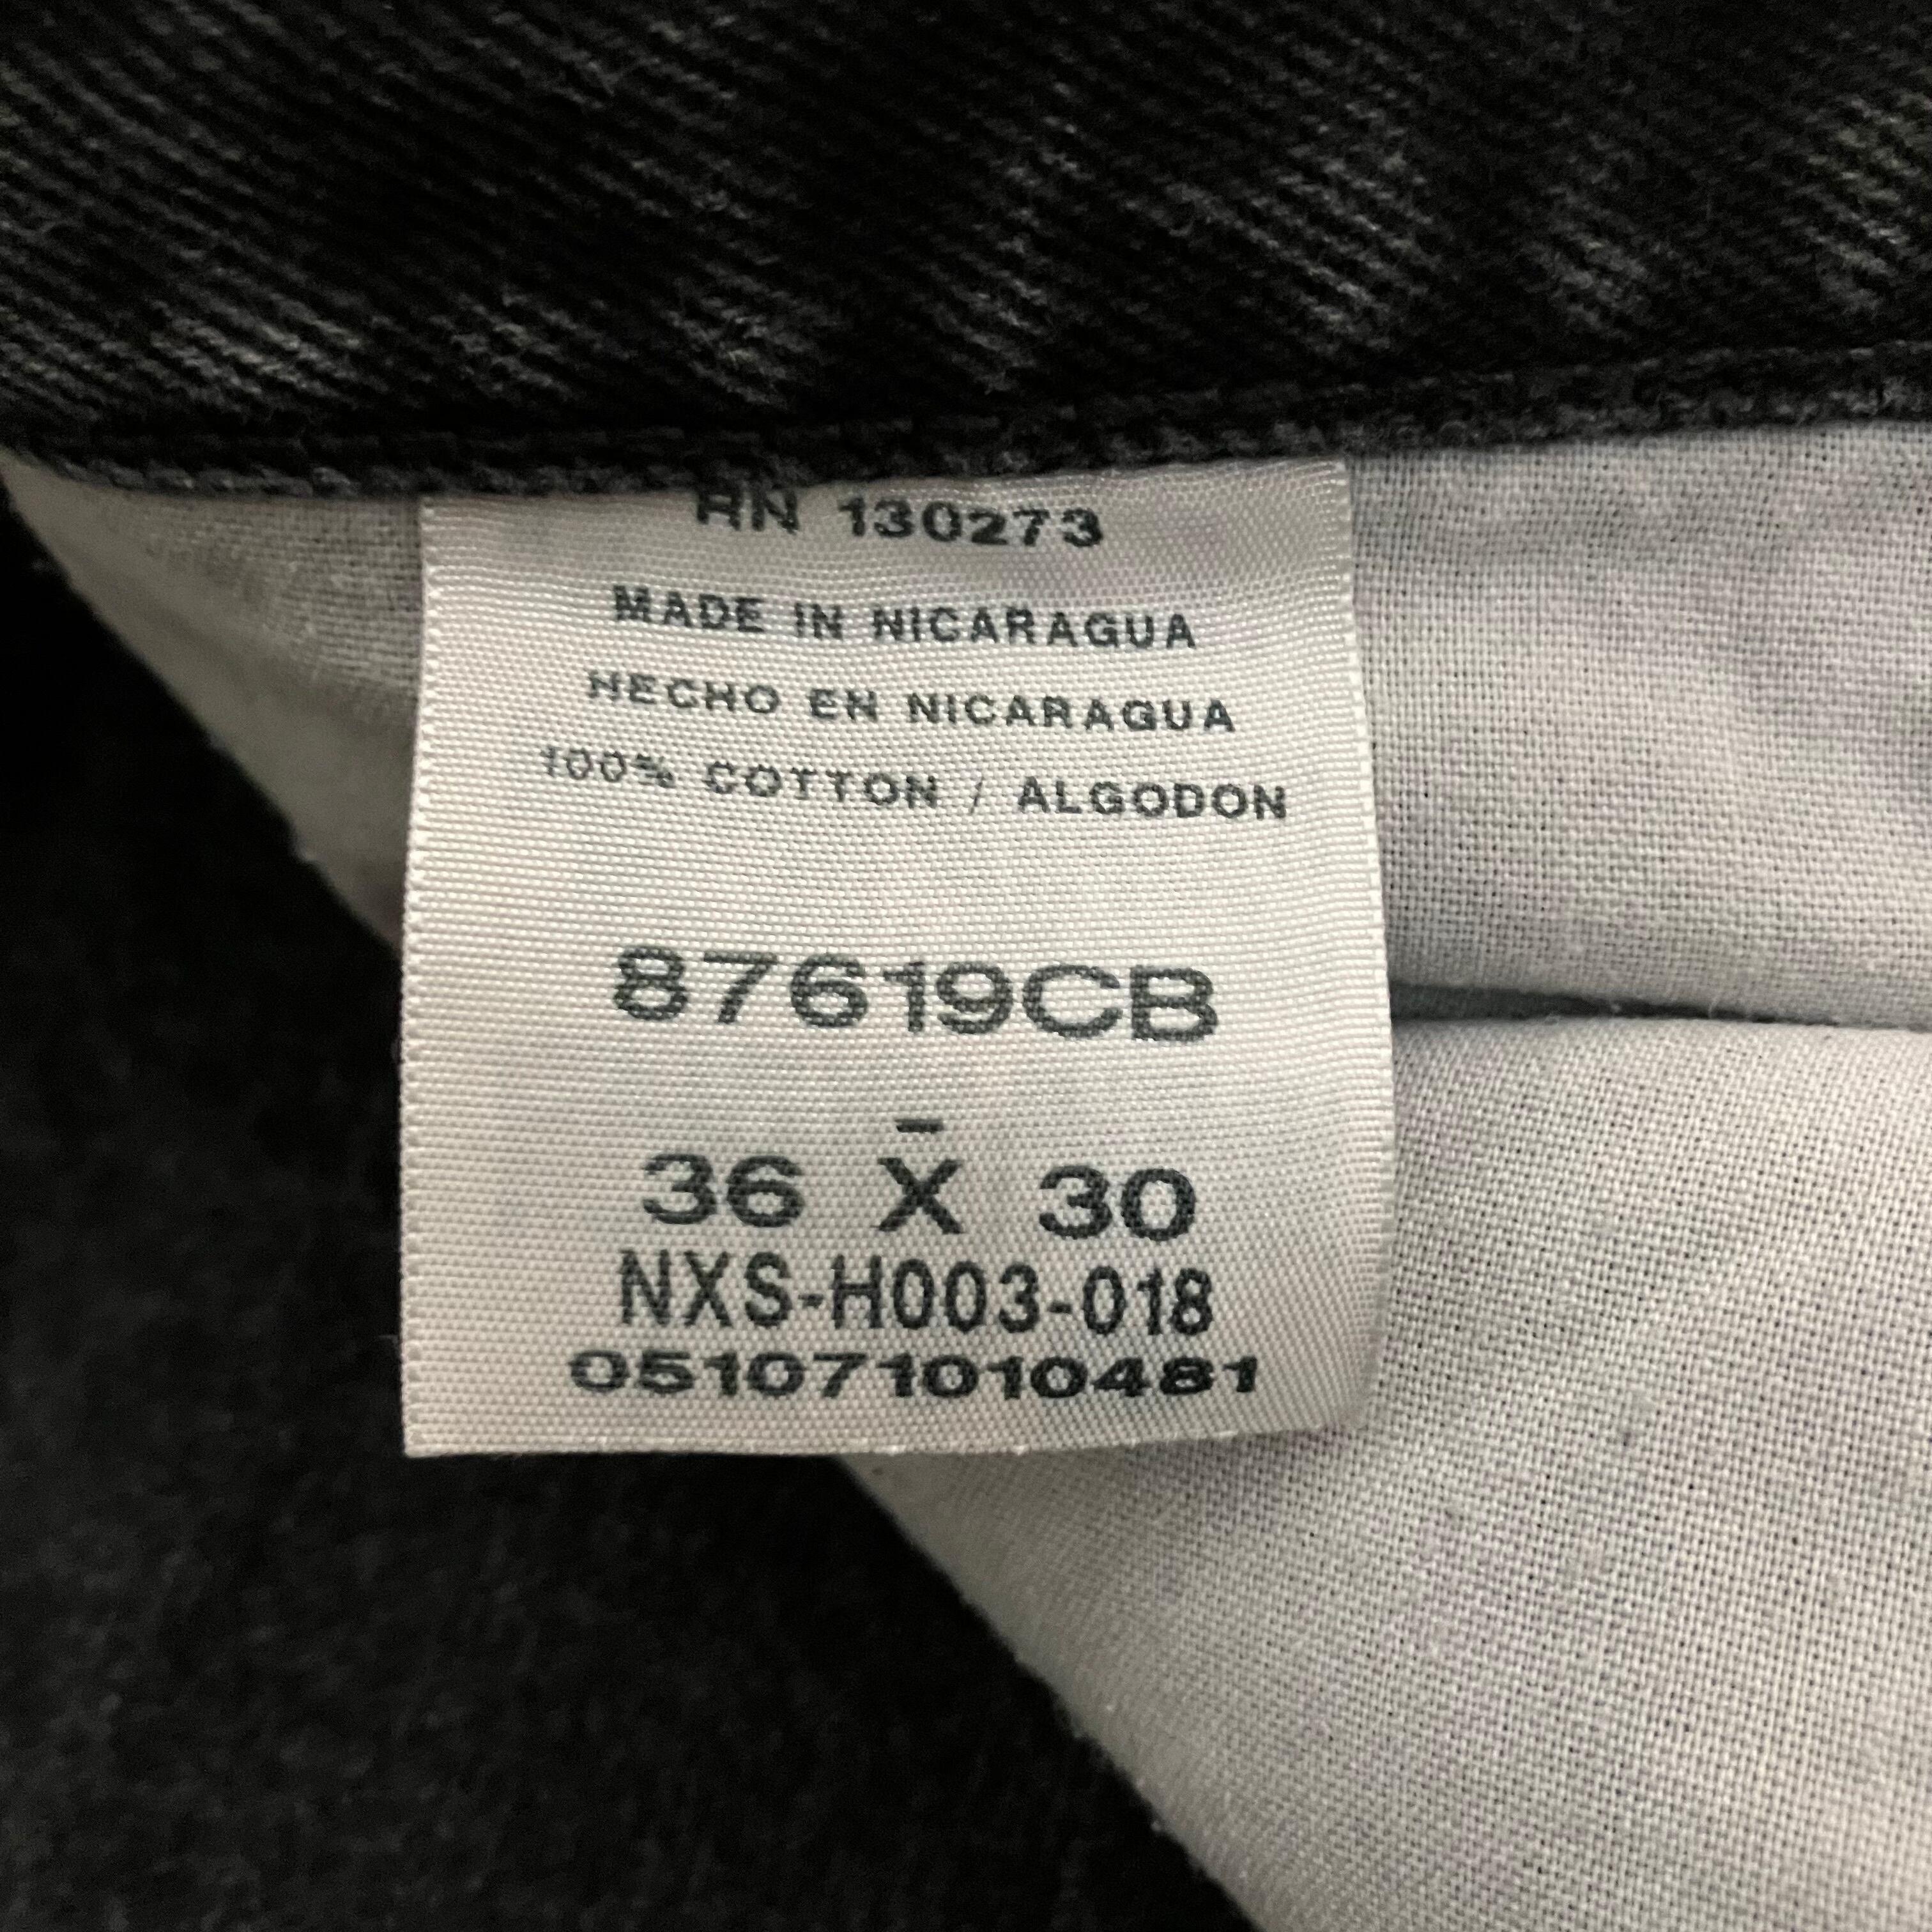 RN 130273
MADE IN NICARAGUA
HECHO EN NICARAGUA
100% COTTON / ALGODON
87619CB
-
36 X 30
NXS-H003-018
051071010481